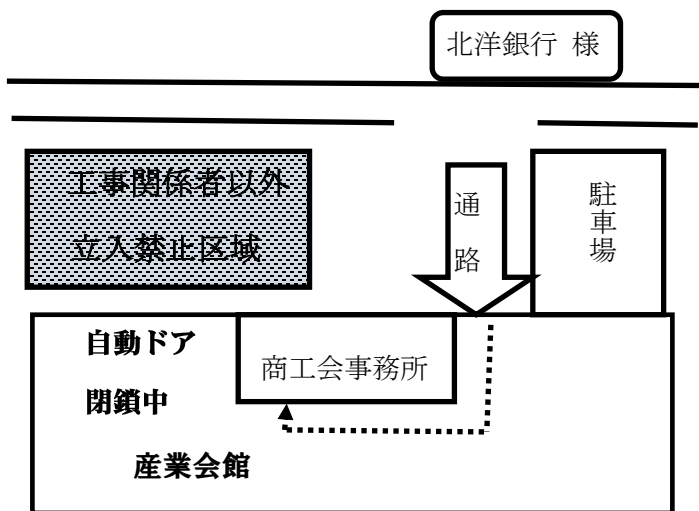 北洋銀行 様
工事関係者以外
立入禁止区域
通
路
駐車場
自動ドア
閉鎖中
商工会事務所
産業会館